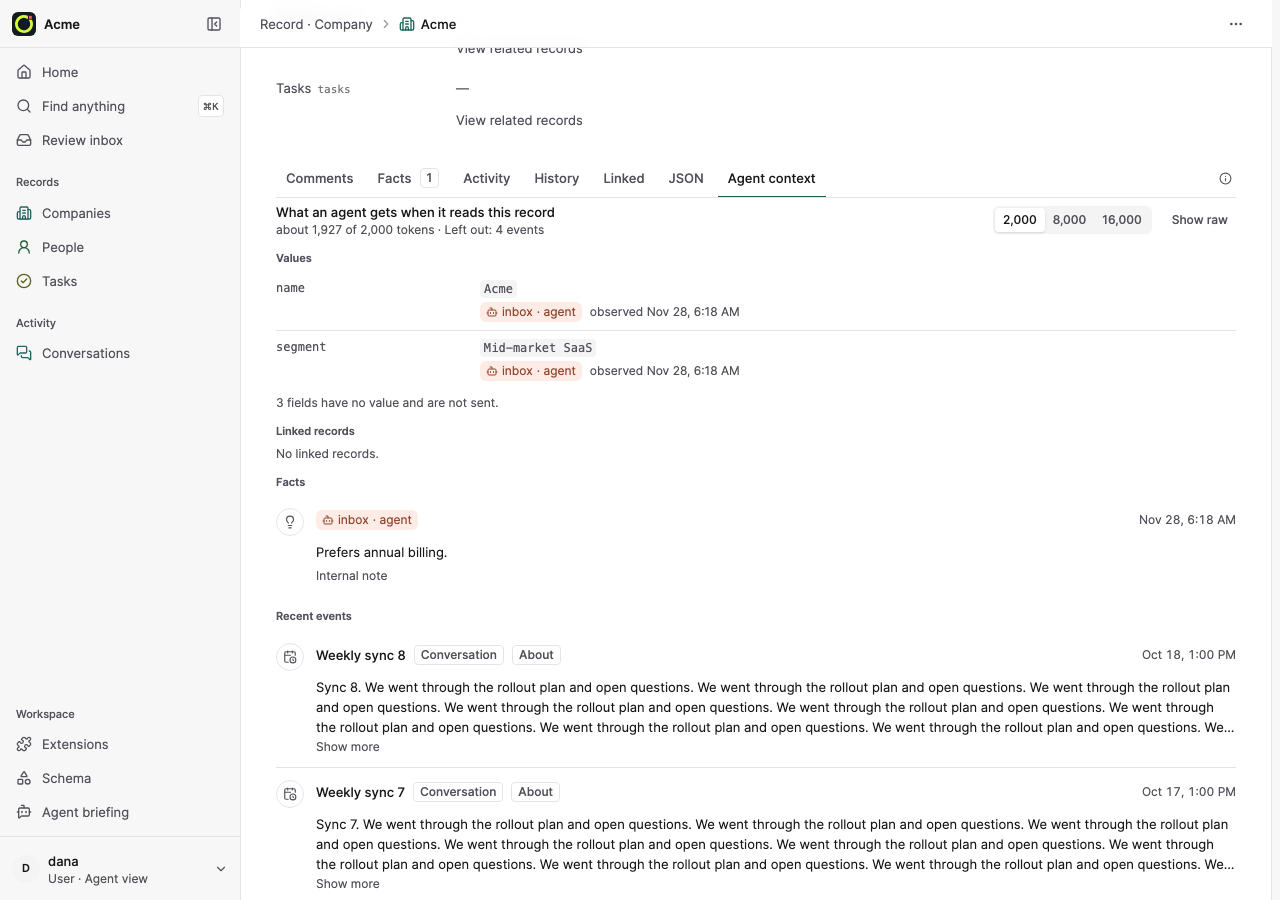 Acme
Record · Company
Acme
Home
Find anything
⌘K
Review inbox
Records
Companies
People
Tasks
Activity
Conversations
Workspace
Extensions
Schema
Agent briefing
D
dana
User · Agent view
View related records
Tasks tasks
—
View related records
Comments
Facts 1
Activity
History
Linked
JSON
Agent context
What an agent gets when it reads this record
about 1,927 of 2,000 tokens · Left out: 4 events
2,000
8,000
16,000
Show raw
Values
name
Acme
inbox · agent observed Nov 28, 6:18 AM
segment
Mid-market SaaS
inbox · agent observed Nov 28, 6:18 AM
3 fields have no value and are not sent.
Linked records
No linked records.
Facts
inbox · agent
Nov 28, 6:18 AM
Prefers annual billing.
Internal note
Recent events
Weekly sync 8 Conversation About
Oct 18, 1:00 PM
Sync 8. We went through the rollout plan and open questions. We went through the rollout plan and open questions. We went through the rollout plan
and open questions. We went through the rollout plan and open questions. We went through the rollout plan and open questions. We went through
the rollout plan and open questions. We went through the rollout plan and open questions. We went through the rollout plan and open questions. We...
Show more
Weekly sync 7 Conversation About
Oct 17, 1:00 PM
Sync 7. We went through the rollout plan and open questions. We went through the rollout plan and open questions. We went through the rollout plan
and open questions. We went through the rollout plan and open questions. We went through the rollout plan and open questions. We went through
the rollout plan and open questions. We went through the rollout plan and open questions. We went through the rollout plan and open questions. We...
Show more